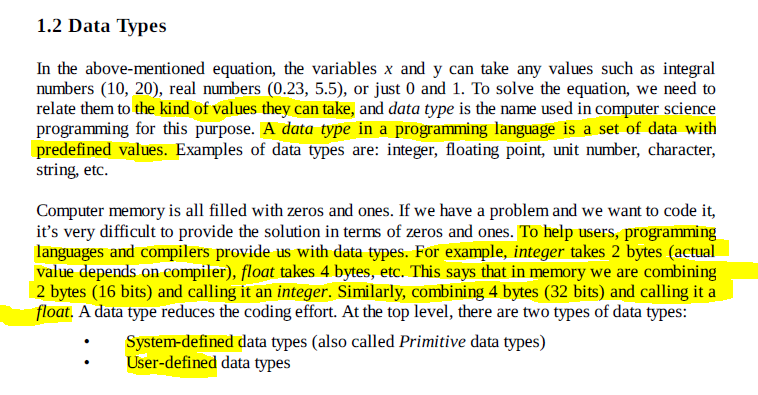 1.2 Data Types
In the above-mentioned equation, the variables x and y can take any values such as integral
numbers (10, 20), real numbers (0.23, 5.5), or just 0 and 1. To solve the equation, we need to
relate them to the kind of values they can take, and data type is the name used in computer science
programming for this purpose. A data type in a programming language is a set of data with
predefined values. Examples of data types are: integer, floating point, unit number, character,
string, etc.
Computer memory is all filled with zeros and ones. If we have a problem and we want to code it,
it’s very difficult to provide the solution in terms of zeros and ones. To help users, programming
languages and compilers provide us with data types. For example, integer takes 2 bytes (actual
value depends on compiler), float takes 4 bytes, etc. This says that in memory we are combining
2 bytes (16 bits) and calling it an integer. Similarly, combining 4 bytes (32 bits) and calling it a
float. A data type reduces the coding effort. At the top level, there are two types of data types:
• System-defined data types (also called Primitive data types)
• User-defined data types